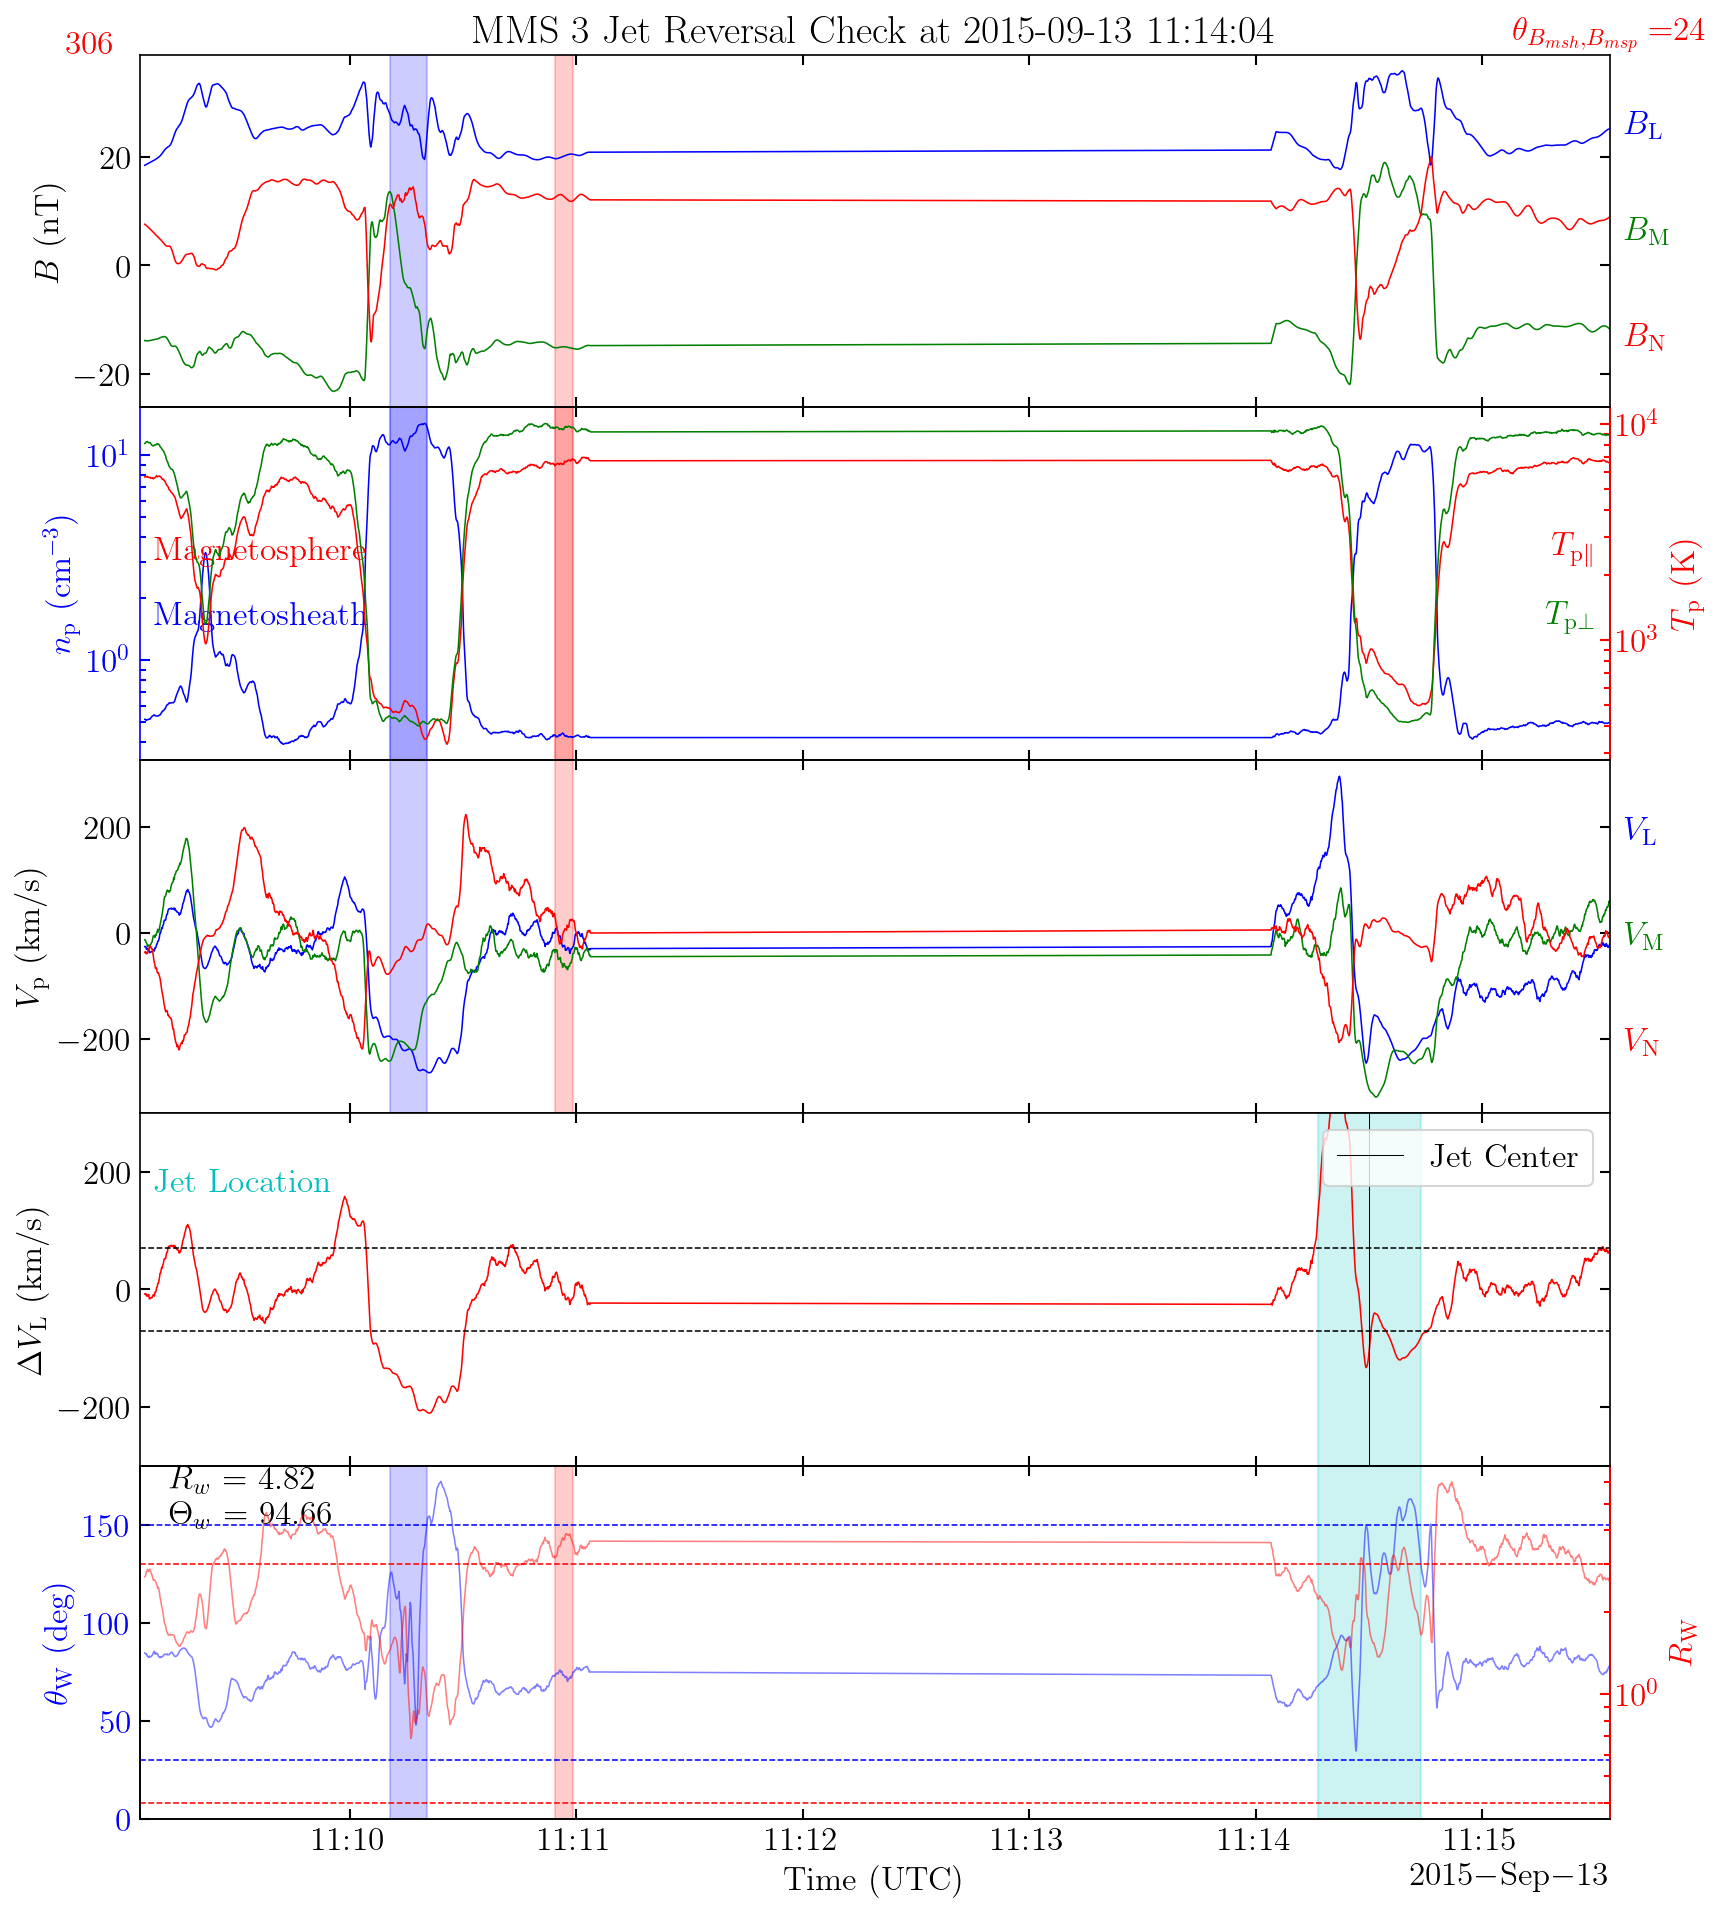 306
MMS 3 Jet Reversal Check at 2015-09-13 11:14:04
θ_{B_{msh},B_{msp}} =24
B (nT)
20
0
−20
B_L
B_M
B_N
n_p (cm^{−3})
10^1
10^0
Magnetosphere
Magnetosheath
T_{p∥}
T_{p⊥}
10^4
10^3
T_p (K)
V_p (km/s)
200
0
−200
V_L
V_M
V_N
ΔV_L (km/s)
200
0
−200
Jet Location
Jet Center
R_w = 4.82
Θ_w = 94.66
θ_W (deg)
150
100
50
0
10^0
R_W
11:10 11:11 11:12 11:13 11:14 11:15
Time (UTC)
2015−Sep−13